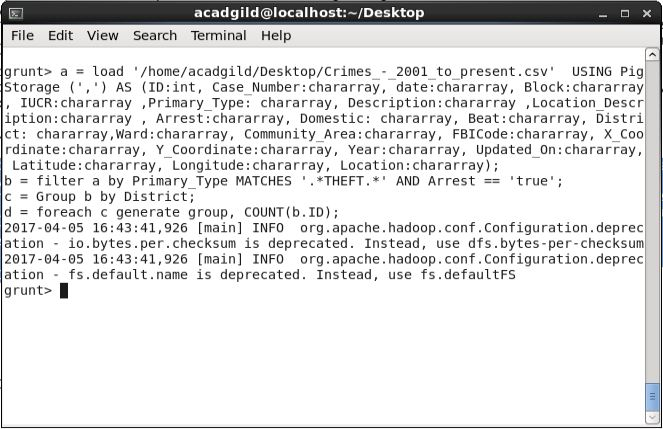 acadgild@localhost:~/Desktop
File Edit View Search Terminal Help
grunt> a = load '/home/acadgild/Desktop/Crimes_-_2001_to_present.csv'  USING Pig
Storage (',') AS (ID:int, Case_Number:chararray, date:chararray, Block:chararray
, IUCR:chararray ,Primary_Type: chararray, Description:chararray ,Location_Descr
iption:chararray , Arrest:chararray, Domestic: chararray, Beat:chararray, Distri
ct: chararray,Ward:chararray, Community_Area:chararray, FBICode:chararray, X_Coo
rdinate:chararray, Y_Coordinate:chararray, Year:chararray, Updated_On:chararray,
 Latitude:chararray, Longitude:chararray, Location:chararray);
b = filter a by Primary_Type MATCHES '.*THEFT.*' AND Arrest == 'true';
c = Group b by District;
d = foreach c generate group, COUNT(b.ID);
2017-04-05 16:43:41,926 [main] INFO  org.apache.hadoop.conf.Configuration.deprec
ation - io.bytes.per.checksum is deprecated. Instead, use dfs.bytes-per-checksum
2017-04-05 16:43:41,926 [main] INFO  org.apache.hadoop.conf.Configuration.deprec
ation - fs.default.name is deprecated. Instead, use fs.defaultFS
grunt>